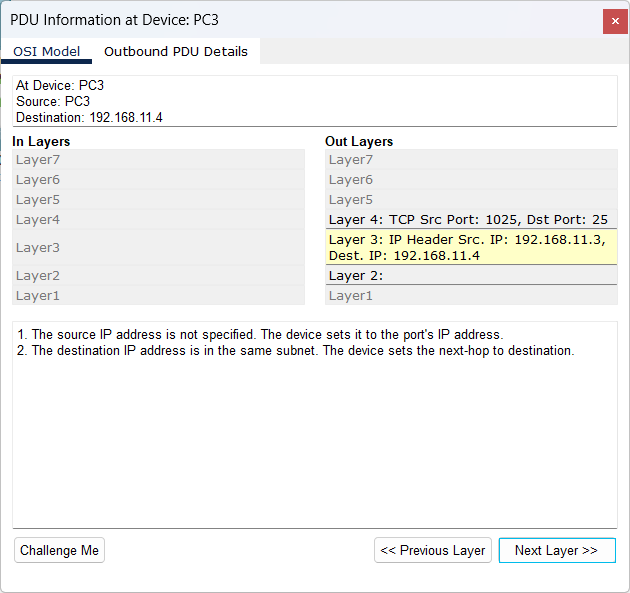 PDU Information at Device: PC3
OSI Model Outbound PDU Details
At Device: PC3
Source: PC3
Destination: 192.168.11.4
In Layers
Layer7
Layer6
Layer5
Layer4
Layer3
Layer2
Layer1
Out Layers
Layer7
Layer6
Layer5
Layer 4: TCP Src Port: 1025, Dst Port: 25
Layer 3: IP Header Src. IP: 192.168.11.3,
Dest. IP: 192.168.11.4
Layer 2:
Layer1
1. The source IP address is not specified. The device sets it to the port's IP address.
2. The destination IP address is in the same subnet. The device sets the next-hop to destination.
Challenge Me << Previous Layer Next Layer >>